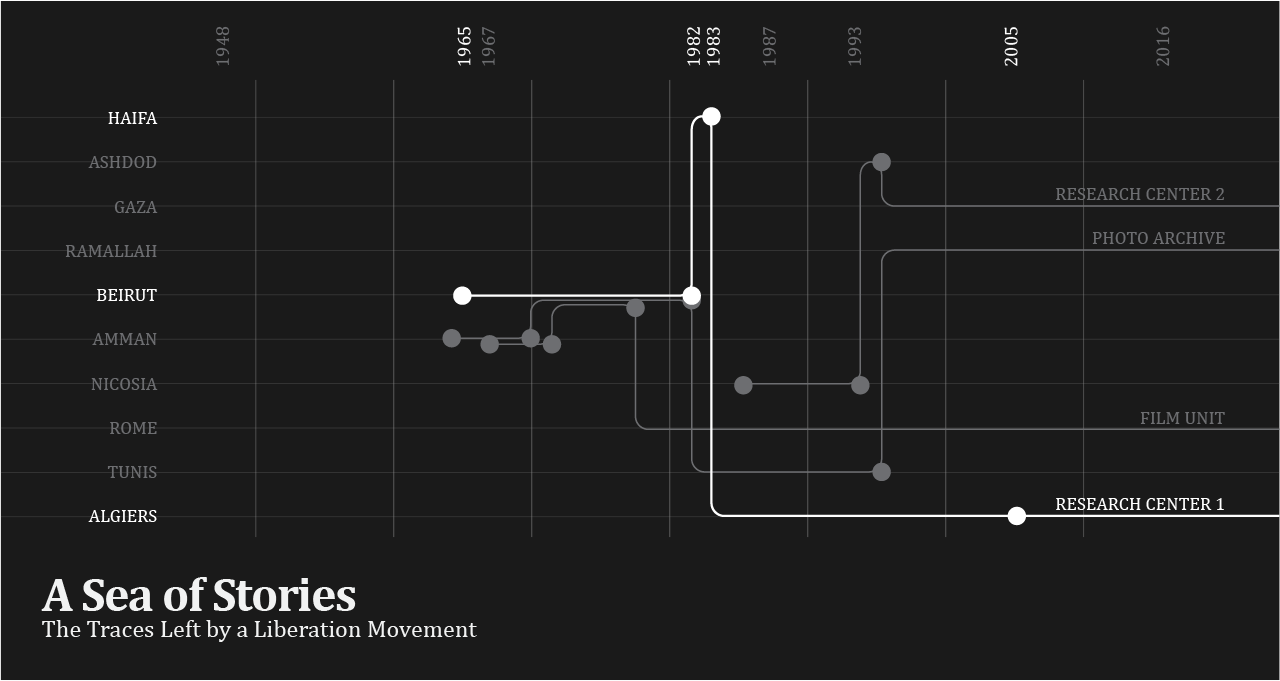 1948
1965
1967
1982
1983
1987
1993
2005
2016
HAIFA
ASHDOD
GAZA
RESEARCH CENTER 2
RAMALLAH
PHOTO ARCHIVE
BEIRUT
AMMAN
NICOSIA
ROME
FILM UNIT
TUNIS
ALGIERS
RESEARCH CENTER 1
A Sea of Stories
The Traces Left by a Liberation Movement